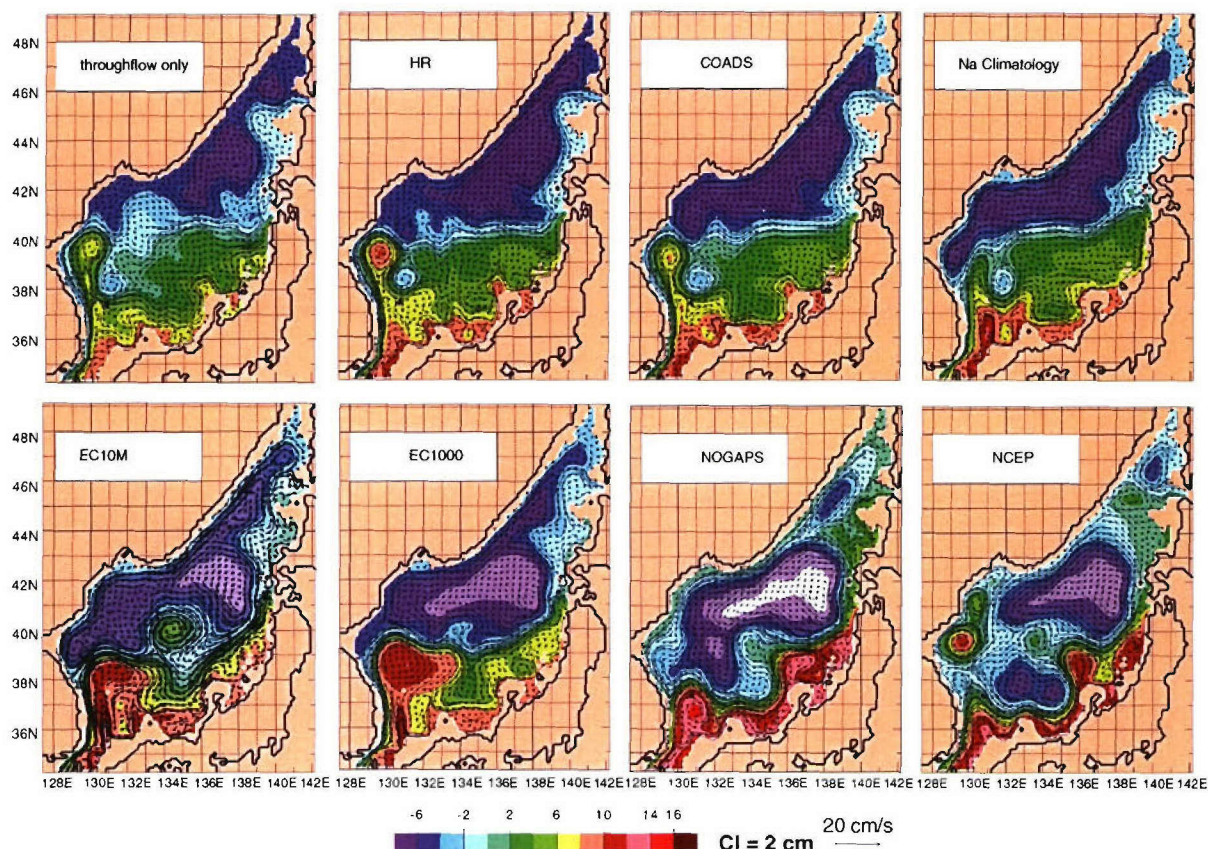 throughflow only
HR
COADS
Na Climatology
48N
46N
44N
42N
40N
38N
36N
EC10M
EC1000
NOGAPS
NCEP
48N
46N
44N
42N
40N
38N
36N
128E 130E 132E 134E 136E 138E 140E 142E
128E 130E 132E 134E 136E 138E 140E 142E
128E 130E 132E 134E 136E 138E 140E 142E
128E 130E 132E 134E 136E 138E 140E 142E
-6 -2 2 6 10 14 16
CI = 2 cm
20 cm/s